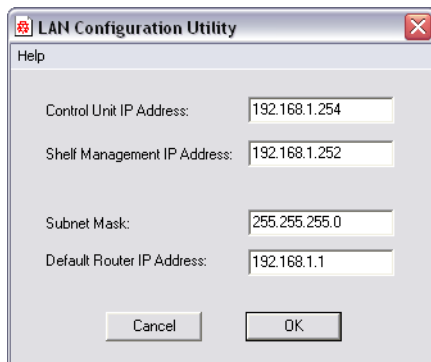 LAN Configuration Utility
Help
Control Unit IP Address: 192.168.1.254
Shelf Management IP Address: 192.168.1.252
Subnet Mask: 255.255.255.0
Default Router IP Address: 192.168.1.1
Cancel OK